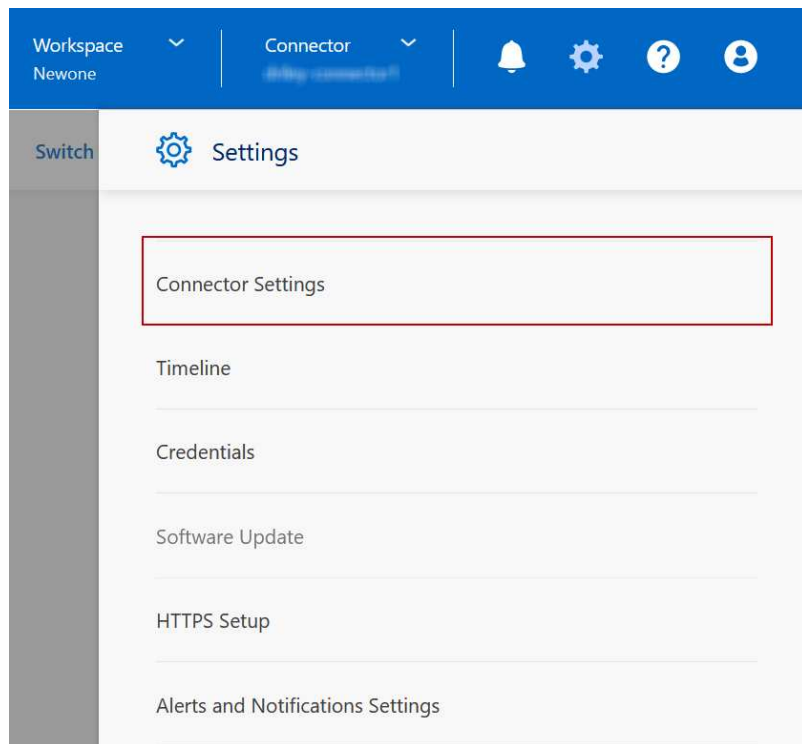 Workspace
Newone
Connector
Switch
Settings
Connector Settings
Timeline
Credentials
Software Update
HTTPS Setup
Alerts and Notifications Settings